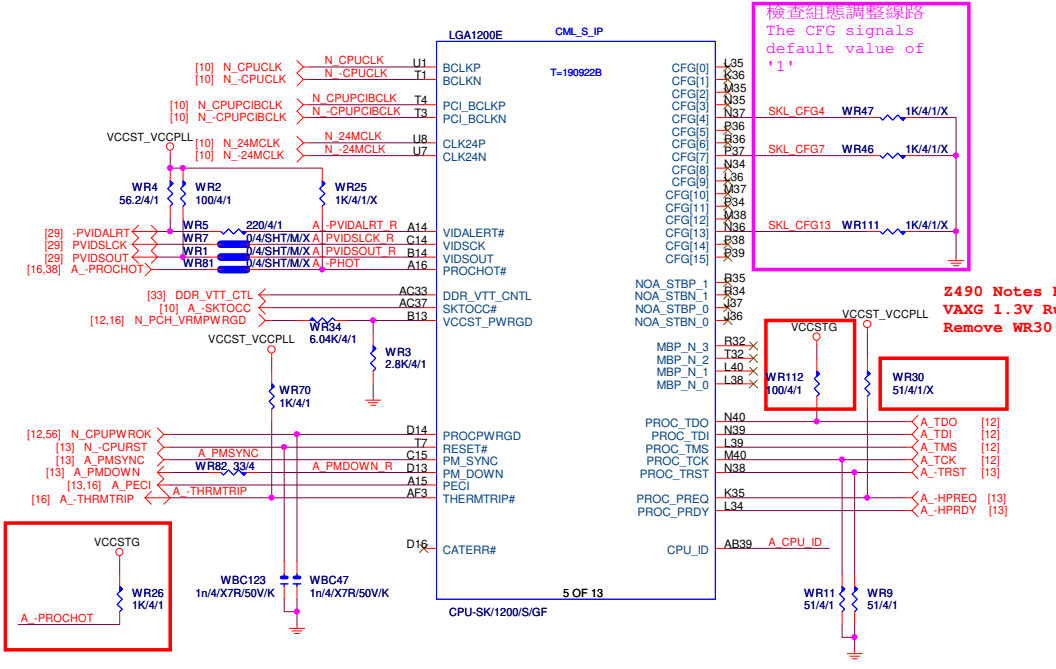 LGA1200E
CML_S_IP
T=190922B
檢查組態調整線路
The CFG signals
default value of
'1'
[10] N_CPUCLK
N_CPUCLK
U1
BCLKP
[10] N_-CPUCLK
N_-CPUCLK
T1
BCLKN
[10] N_CPUPCIBCLK
N_CPUPCIBCLK
T4
PCI_BCLKP
[10] N_-CPUPCIBCLK
N_-CPUPCIBCLK
T3
PCI_BCLKN
[10] N_24MCLK
N_24MCLK
U8
CLK24P
[10] N_-24MCLK
N_-24MCLK
U7
CLK24N
VCCST_VCCPLL
WR4
56.2/4/1
WR2
100/4/1
WR25
1K/4/1/X
[29] -PVIDALRT
WR5
220/4/1
A_-PVIDALRT_R
A14
VIDALERT#
[29] PVIDSLCK
WR7
0/4/SHT/M/X
A_PVIDSLCK_R
C14
VIDSCK
[29] PVIDSOUT
WR1
0/4/SHT/M/X
A_PVIDSOUT_R
B14
VIDSOUT
[16,38] A_-PROCHOT
WR81
0/4/SHT/M/X
A_-PHOT
A16
PROCHOT#
[33] DDR_VTT_CTL
AC33
DDR_VTT_CNTL
[10] A_-SKTOCC
AC37
SKTOCC#
[12,16] N_PCH_VRMPWRGD
B13
VCCST_PWRGD
WR34
6.04K/4/1
WR3
2.8K/4/1
VCCST_VCCPLL
WR70
1K/4/1
[12,56] N_CPUPWROK
D14
PROCPWRGD
[13] N_-CPURST
T7
RESET#
[13] A_PMSYNC
A_PMSYNC
C15
PM_SYNC
[13] A_PMDOWN
WR82 33/4
A_PMDOWN_R
D13
PM_DOWN
[13,16] A_PECI
A15
PECI
[16] A_-THRMTRIP
A_-THRMTRIP
AF3
THERMTRIP#
D16
CATERR#
VCCSTG
WR26
1K/4/1
A_-PROCHOT
WBC123
1n/4/X7R/50V/K
WBC47
1n/4/X7R/50V/K
5 OF 13
CPU-SK/1200/S/GF
CFG[0]
L35
CFG[1]
K36
CFG[2]
M35
CFG[3]
N35
CFG[4]
N37
SKL_CFG4
WR47
1K/4/1/X
CFG[5]
P36
CFG[6]
R36
CFG[7]
P37
SKL_CFG7
WR46
1K/4/1/X
CFG[8]
N34
CFG[9]
L36
CFG[10]
M37
CFG[11]
P34
CFG[12]
M38
CFG[13]
N36
SKL_CFG13
WR111
1K/4/1/X
CFG[14]
P38
CFG[15]
P39
NOA_STBP_1
R35
NOA_STBN_1
R34
NOA_STBP_0
J37
NOA_STBN_0
J36
Z490 Notes
VAXG 1.3V
Remove WR30
MBP_N_3
R32
MBP_N_2
T32
MBP_N_1
L40
MBP_N_0
L38
VCCSTG
WR112
100/4/1
VCCST_VCCPLL
WR30
51/4/1/X
PROC_TDO
N40
A_TDO [12]
PROC_TDI
N39
A_TDI [12]
PROC_TMS
L39
A_TMS [12]
PROC_TCK
M40
A_TCK [12]
PROC_TRST
N38
A_-TRST [13]
PROC_PREQ
K35
A_-HPREQ [13]
PROC_PRDY
L34
A_-HPRDY [13]
CPU_ID
AB39
A_CPU_ID
WR11
51/4/1
WR9
51/4/1